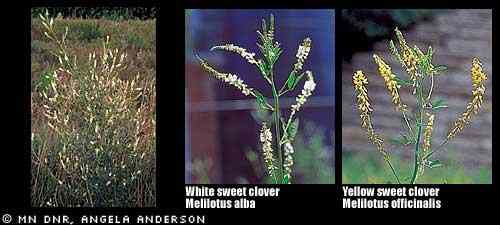 White sweet clover
Melilotus alba
Yellow sweet clover
Melilotus officinalis
© MN DNR, ANGELA ANDERSON